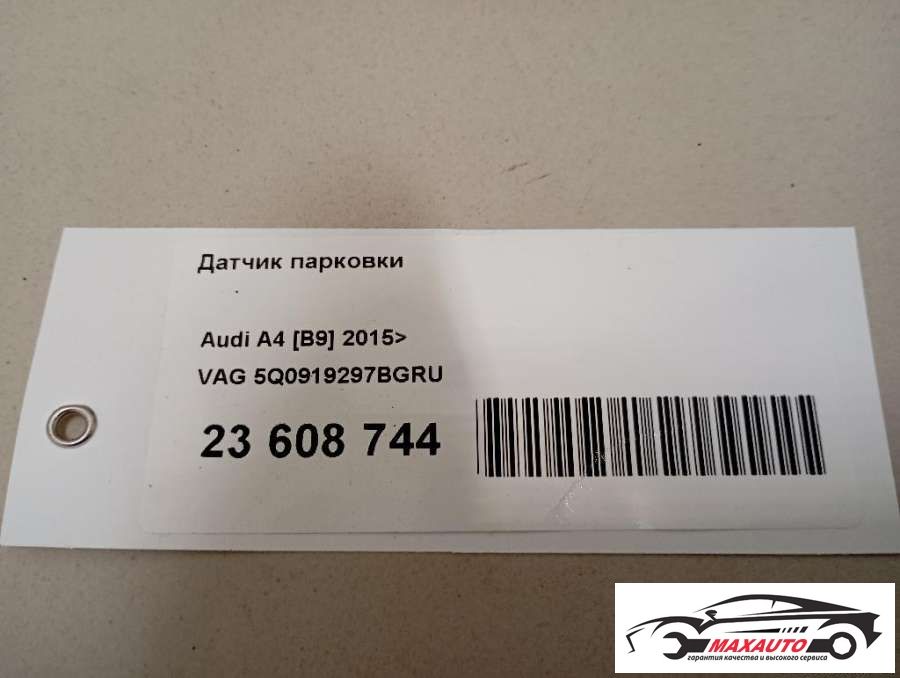 Датчик парковки
Audi A4 [B9] 2015>
VAG 5Q0919297BGRU
23 608 744
MAXAUTO
гарантия качества и высокого сервиса